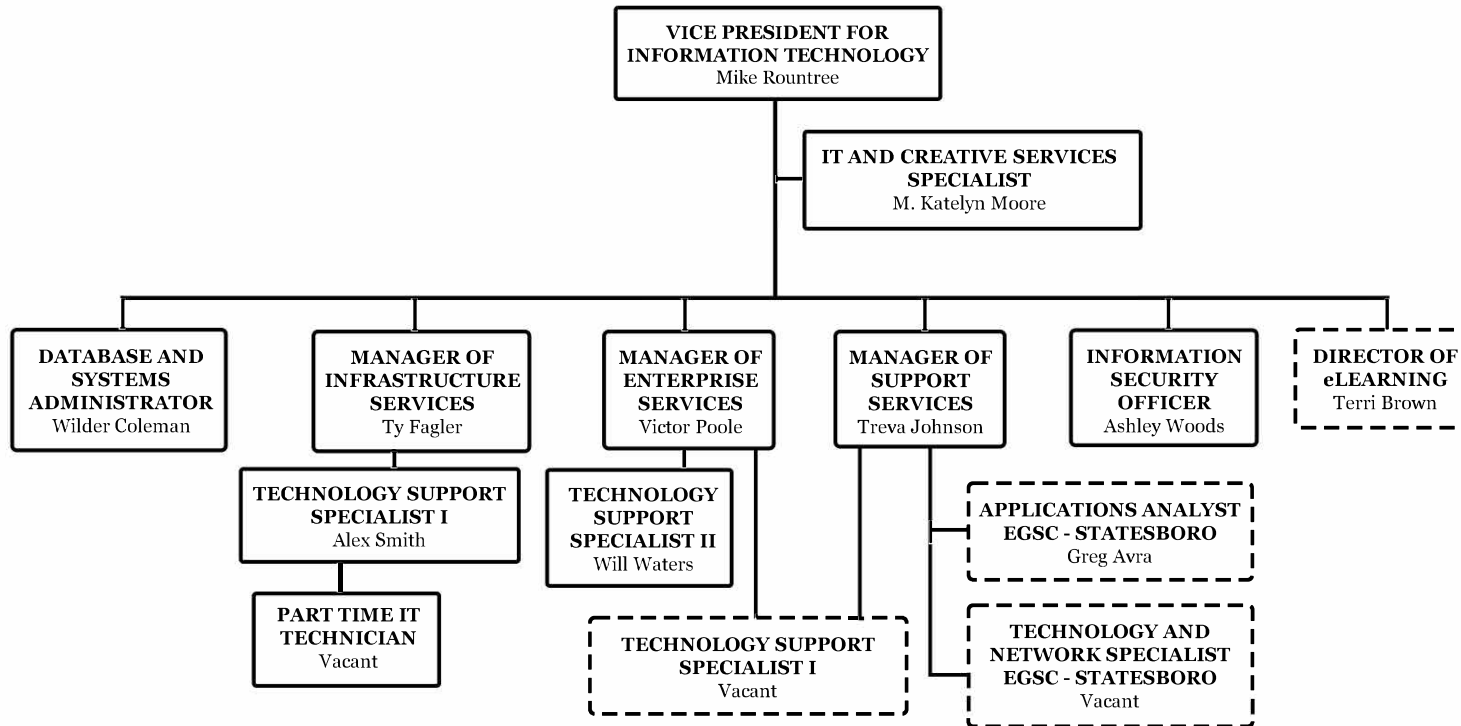 VICE PRESIDENT FOR
INFORMATION TECHNOLOGY
Mike Rountree
IT AND CREATIVE SERVICES
SPECIALIST
M. Katelyn Moore
DATABASE AND
SYSTEMS
ADMINISTRATOR
Wilder Coleman
MANAGER OF
INFRASTRUCTURE
SERVICES
Ty Fagler
MANAGER OF
ENTERPRISE
SERVICES
Victor Poole
MANAGER OF
SUPPORT
SERVICES
Treva Johnson
INFORMATION
SECURITY
OFFICER
Ashley Woods
DIRECTOR OF
eLEARNING
Terri Brown
TECHNOLOGY SUPPORT
SPECIALIST I
Alex Smith
TECHNOLOGY
SUPPORT
SPECIALIST II
Will Waters
APPLICATIONS ANALYST
EGSC - STATESBORO
Greg Avra
PART TIME IT
TECHNICIAN
Vacant
TECHNOLOGY SUPPORT
SPECIALIST I
Vacant
TECHNOLOGY AND
NETWORK SPECIALIST
EGSC - STATESBORO
Vacant